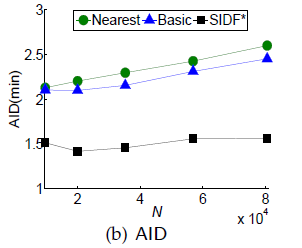 3
Nearest Basic SIDF*
2.5
2
1.5
1
AID(min)
2 4 6 8
N
x 10^4
(b) AID